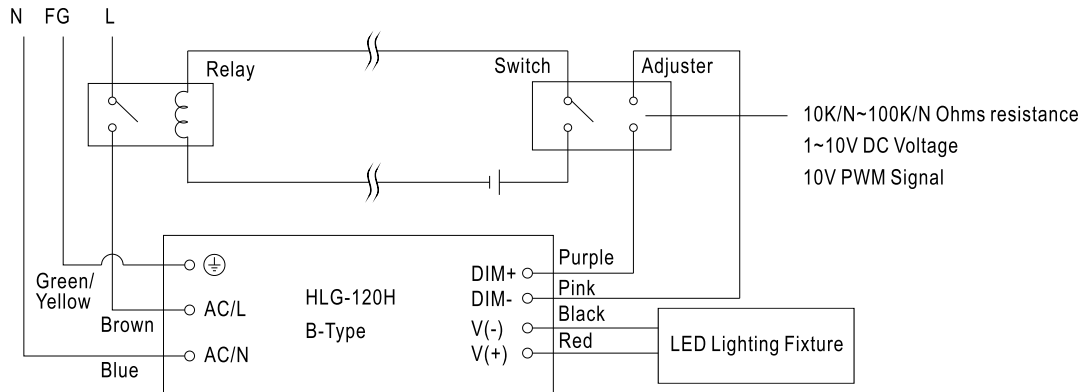 N FG L
Relay
Switch
Adjuster
10K/N~100K/N Ohms resistance
1~10V DC Voltage
10V PWM Signal
Green/
Yellow
Brown
Blue
AC/L
AC/N
HLG-120H
B-Type
DIM+
DIM-
V(-)
V(+)
Purple
Pink
Black
Red
LED Lighting Fixture